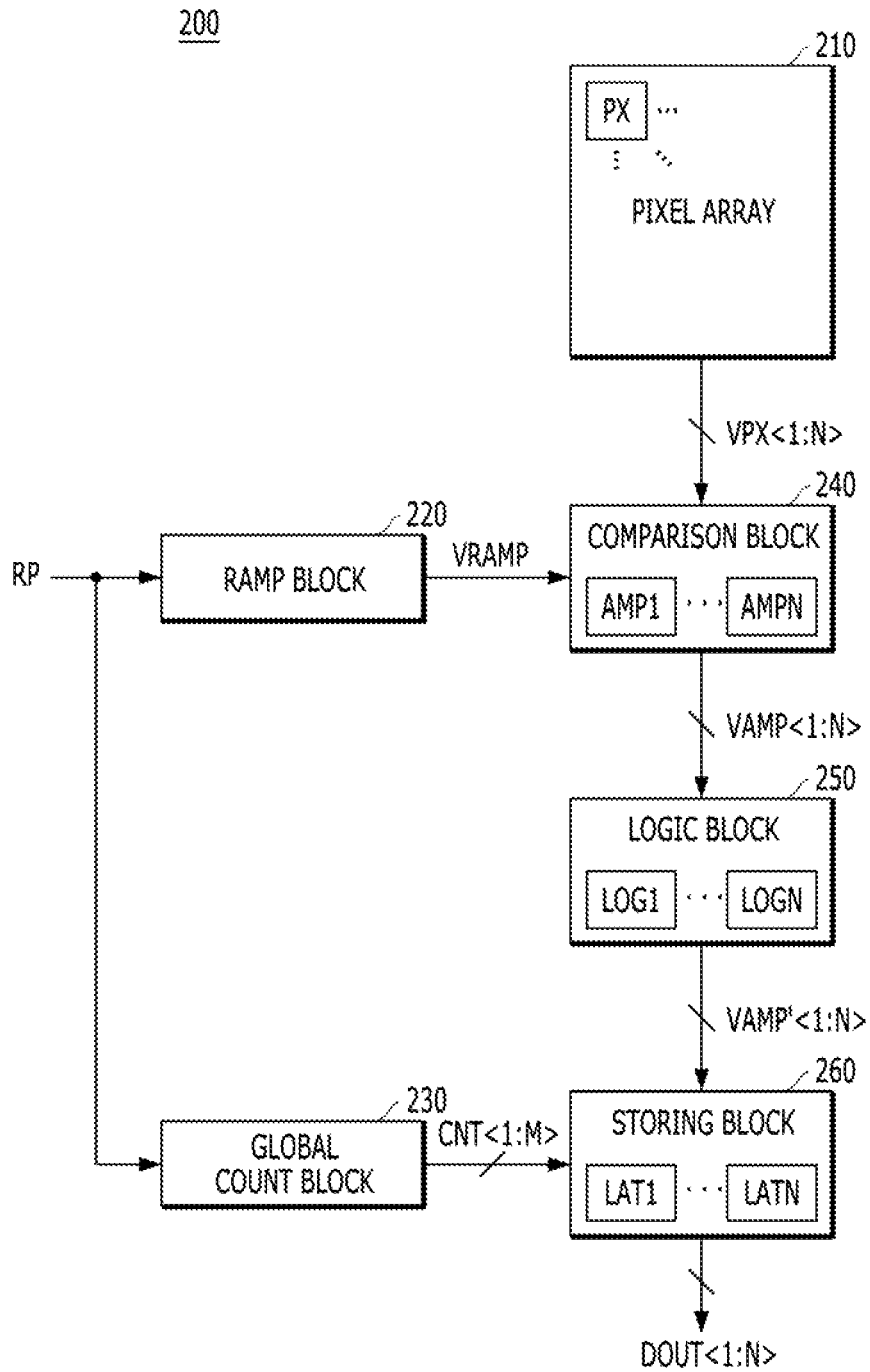 200
210
PX ...
PIXEL ARRAY
VPX<1:N>
240
220
COMPARISON BLOCK
RP
RAMP BLOCK
VRAMP
AMP1 ... AMPN
VAMP<1:N>
250
LOGIC BLOCK
LOG1 ... LOGN
VAMP'<1:N>
260
230
CNT<1:M>
STORING BLOCK
GLOBAL
COUNT BLOCK
LAT1 ... LATN
DOUT<1:N>